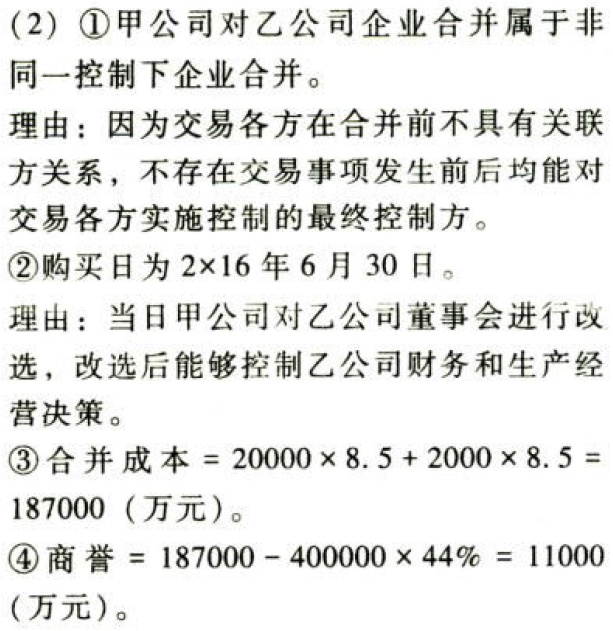 (2) ①甲公司对乙公司企业合并属于非
同一控制下企业合并。
理由：因为交易各方在合并前不具有关联
方关系，不存在交易事项发生前后均能对
交易各方实施控制的最终控制方。
②购买日为 2×16 年 6 月 30 日。
理由：当日甲公司对乙公司董事会进行改
选，改选后能够控制乙公司财务和生产经
营决策。
③合并成本 = 20000 × 8.5 + 2000 × 8.5 =
187000 (万元)。
④商誉 = 187000 - 400000 × 44% = 11000
(万元)。